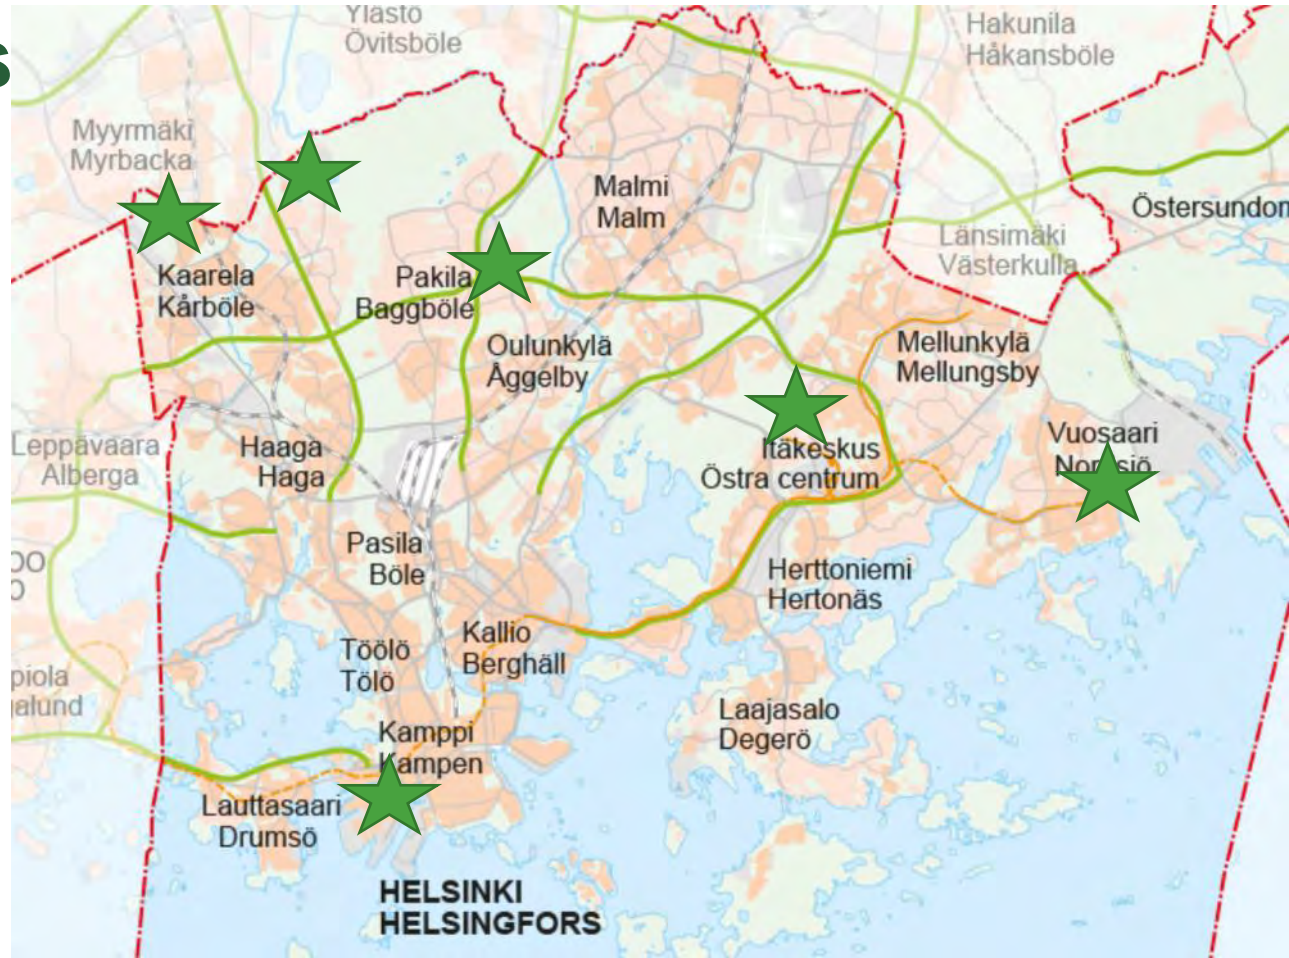 s
Ylästö
Övitsböle
Hakunila
Håkansböle
Myyrmäki
Myrbacka
Malmi
Malm
Östersundom
Länsimäki
Västerkulla
Kaarela
Kårböle
Pakila
Baggböle
Oulunkylä
Åggelby
Mellunkylä
Mellungsby
Leppävaara
Alberga
Haaga
Haga
Itäkeskus
Östra centrum
Vuosaari
Pasila
Böle
Herttoniemi
Hertonäs
Töölö
Tölö
Kallio
Berghäll
piola
alund
Laajasalo
Degerö
Kamppi
Kampen
Lauttasaari
Drumsö
HELSINKI
HELSINGFORS